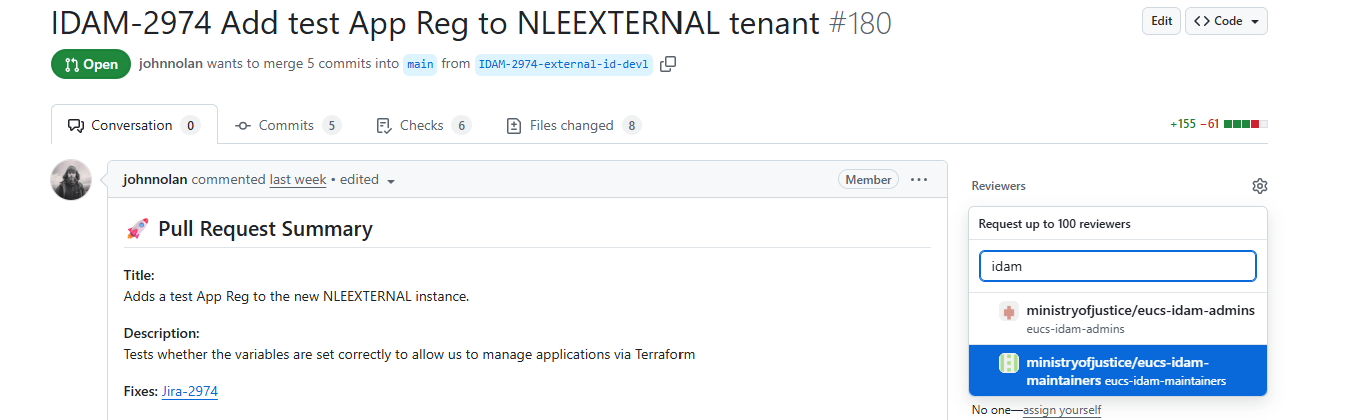 IDAM-2974 Add test App Reg to NLEEXTERNAL tenant #180
Edit
Code
Open
johnnolan wants to merge 5 commits into main from IDAM-2974-external-id-devl
Conversation 0
Commits 5
Checks 6
Files changed 8
+155 −61
johnnolan commented last week • edited
Member
Reviewers
Request up to 100 reviewers
idam
ministryofjustice/eucs-idam-admins
eucs-idam-admins
ministryofjustice/eucs-idam-
maintainers eucs-idam-maintainers
No one—assign yourself
🚀 Pull Request Summary
Title:
Adds a test App Reg to the new NLEEXTERNAL instance.
Description:
Tests whether the variables are set correctly to allow us to manage applications via Terraform
Fixes: Jira-2974